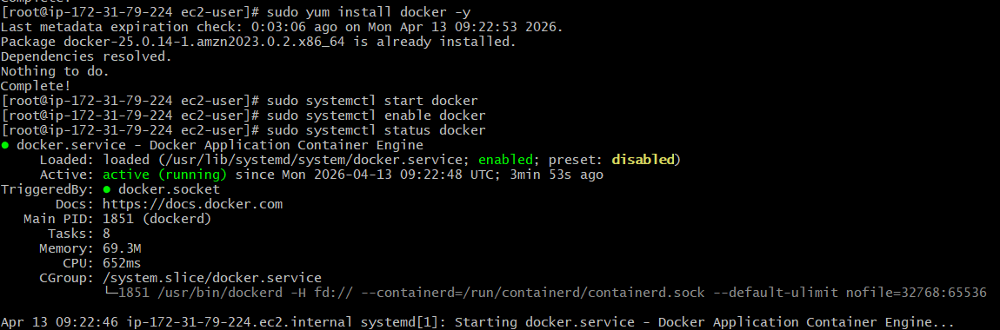 Complete!
[root@ip-172-31-79-224 ec2-user]# sudo yum install docker -y
Last metadata expiration check: 0:03:06 ago on Mon Apr 13 09:22:53 2026.
Package docker-25.0.14-1.amzn2023.0.2.x86_64 is already installed.
Dependencies resolved.
Nothing to do.
Complete!
[root@ip-172-31-79-224 ec2-user]# sudo systemctl start docker
[root@ip-172-31-79-224 ec2-user]# sudo systemctl enable docker
[root@ip-172-31-79-224 ec2-user]# sudo systemctl status docker
● docker.service - Docker Application Container Engine
     Loaded: loaded (/usr/lib/systemd/system/docker.service; enabled; preset: disabled)
     Active: active (running) since Mon 2026-04-13 09:22:48 UTC; 3min 53s ago
TriggeredBy: ● docker.socket
       Docs: https://docs.docker.com
   Main PID: 1851 (dockerd)
      Tasks: 8
     Memory: 69.3M
        CPU: 652ms
     CGroup: /system.slice/docker.service
             └─1851 /usr/bin/dockerd -H fd:// --containerd=/run/containerd/containerd.sock --default-ulimit nofile=32768:65536
Apr 13 09:22:46 ip-172-31-79-224.ec2.internal systemd[1]: Starting docker.service - Docker Application Container Engine...